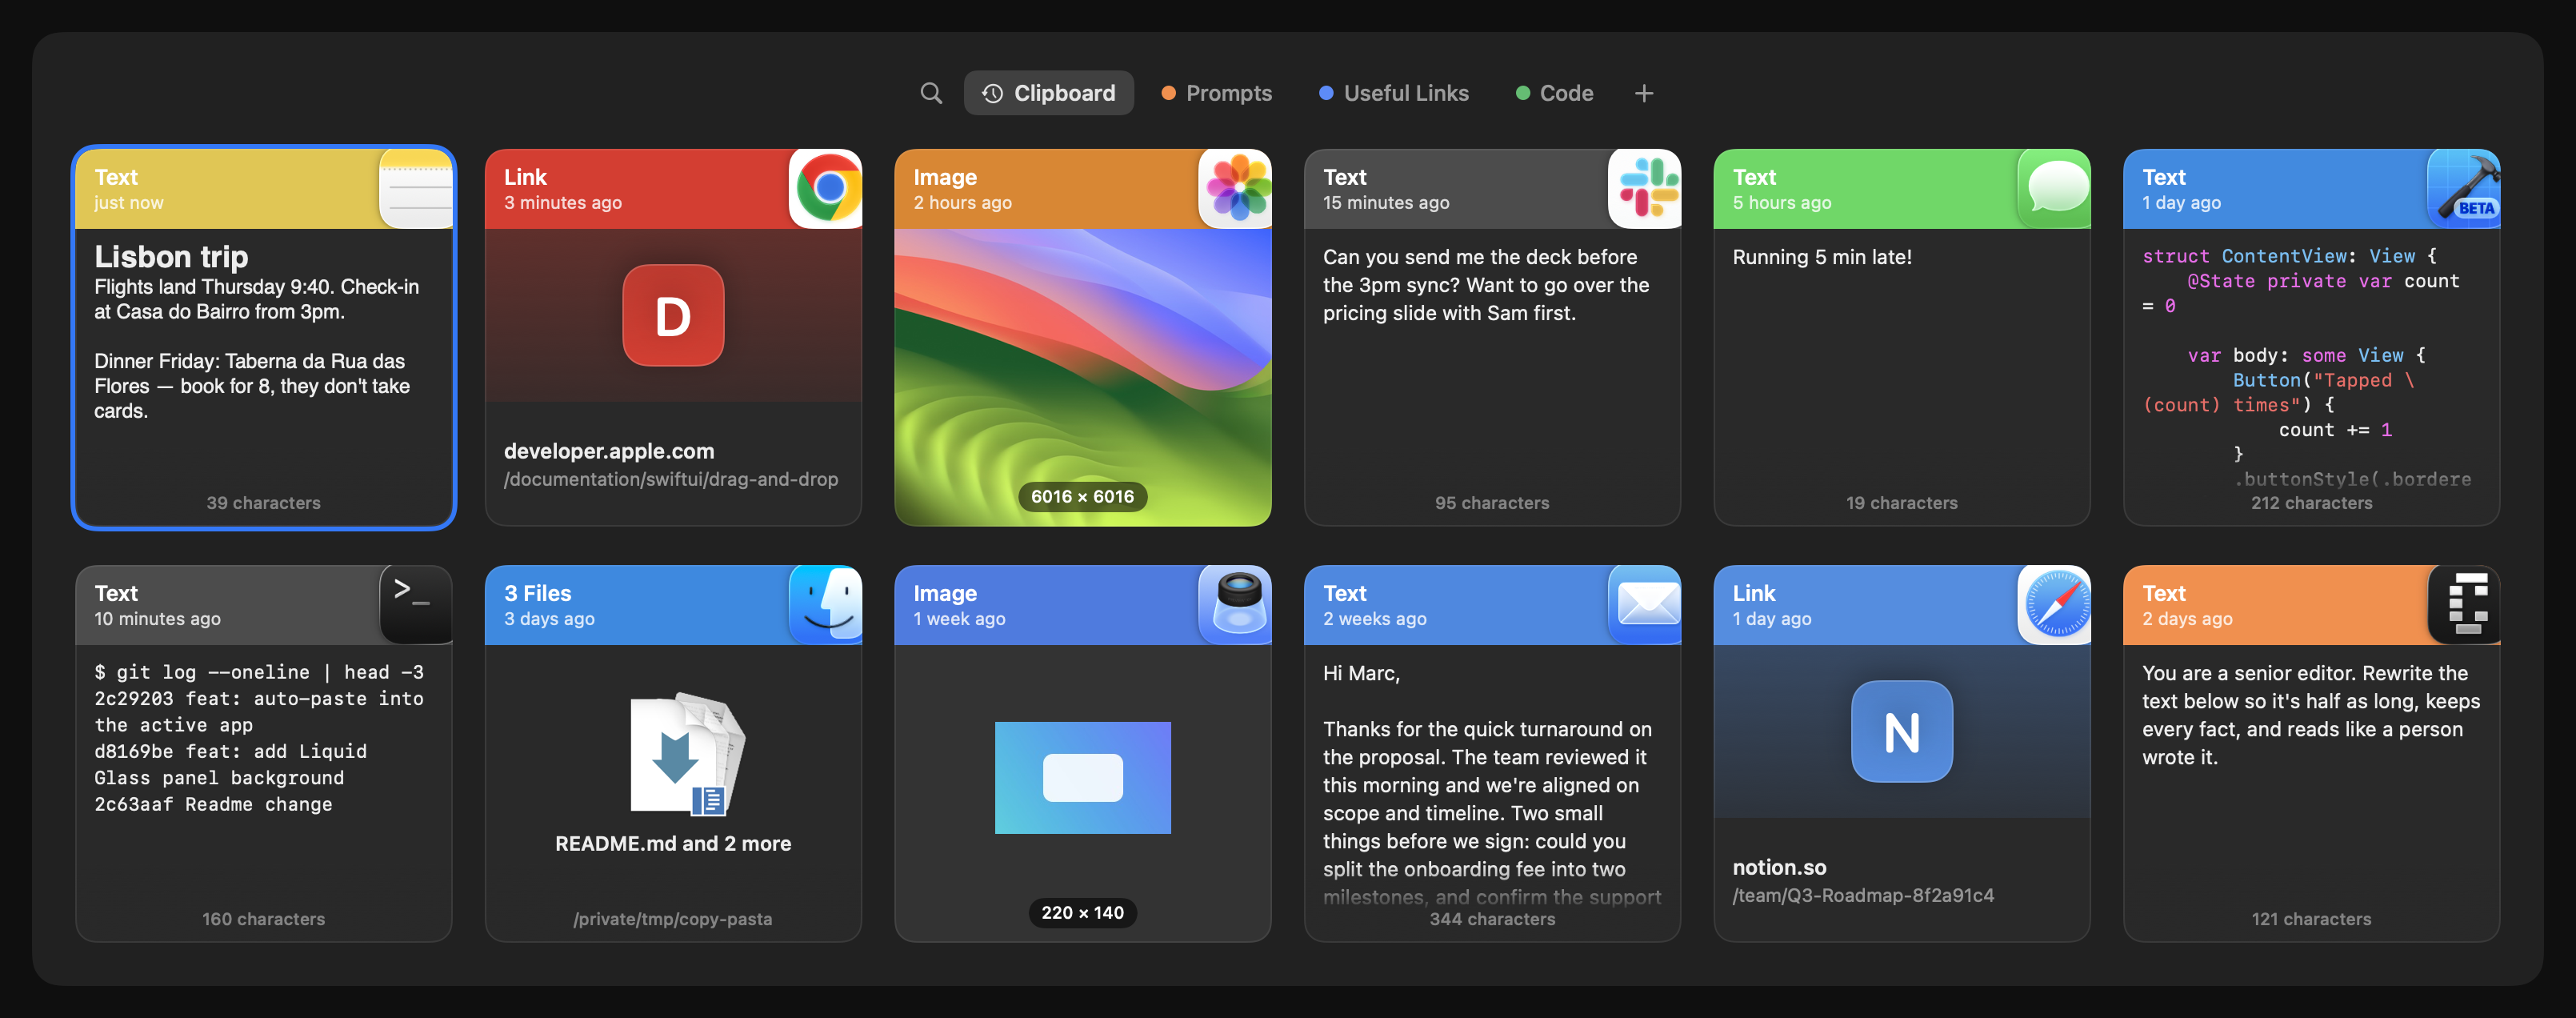 Clipboard
Prompts
Useful Links
Code
Text
just now
Lisbon trip
Flights land Thursday 9:40. Check-in
at Casa do Bairro from 3pm.
Dinner Friday: Taberna da Rua das
Flores — book for 8, they don't take
cards.
39 characters
Link
3 minutes ago
D
developer.apple.com
/documentation/swiftui/drag-and-drop
Image
2 hours ago
6016 × 6016
Text
15 minutes ago
Can you send me the deck before
the 3pm sync? Want to go over the
pricing slide with Sam first.
95 characters
Text
5 hours ago
Running 5 min late!
19 characters
Text
1 day ago
BETA
struct ContentView: View {
@State private var count
= 0
var body: some View {
Button("Tapped \
(count) times") {
count += 1
}
.buttonStyle(.bordere
212 characters
Text
10 minutes ago
>_
$ git log --oneline | head -3
2c29203 feat: auto-paste into
the active app
d8169be feat: add Liquid
Glass panel background
2c63aaf Readme change
160 characters
3 Files
3 days ago
README.md and 2 more
/private/tmp/copy-pasta
Image
1 week ago
220 × 140
Text
2 weeks ago
Hi Marc,
Thanks for the quick turnaround on
the proposal. The team reviewed it
this morning and we're aligned on
scope and timeline. Two small
things before we sign: could you
split the onboarding fee into two
milestones, and confirm the support
344 characters
Link
1 day ago
N
notion.so
/team/Q3-Roadmap-8f2a91c4
Text
2 days ago
You are a senior editor. Rewrite the
text below so it's half as long, keeps
every fact, and reads like a person
wrote it.
121 characters